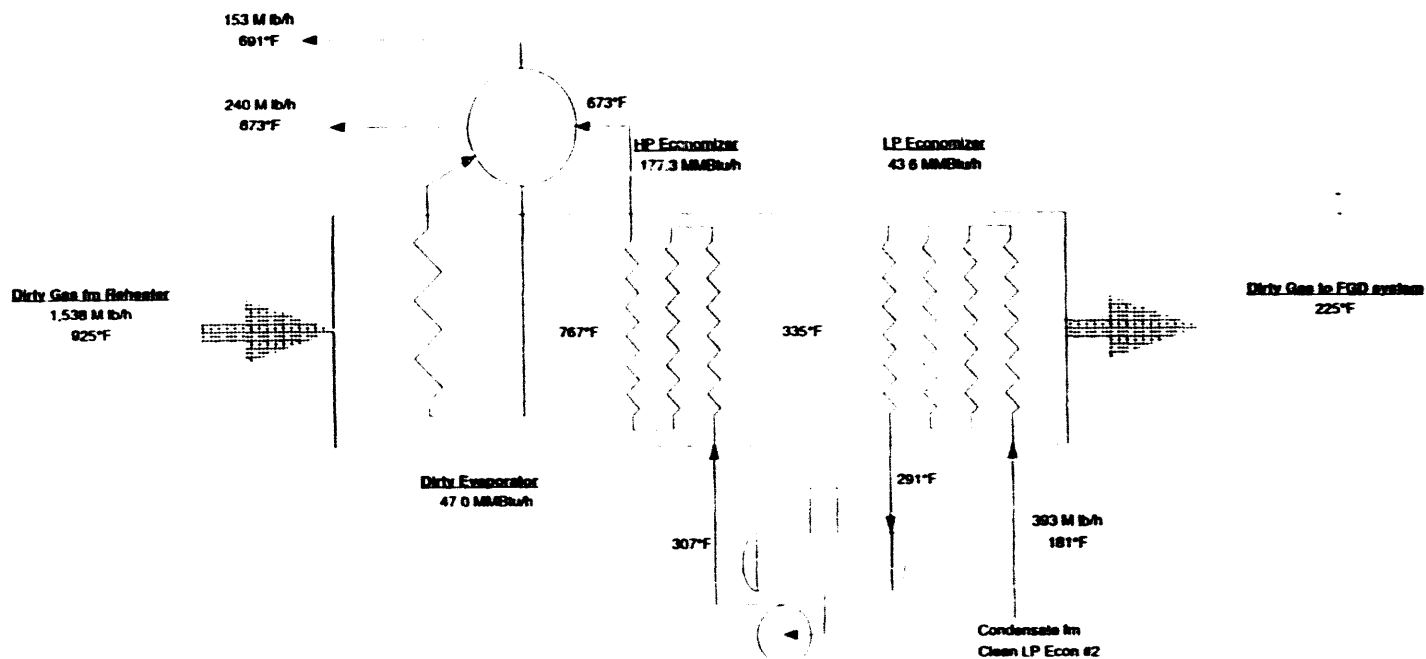 153 M lb/h
691°F
240 M lb/h
673°F
673°F
HP Economizer
177.3 MMBtu/h
LP Economizer
43.6 MMBtu/h
Dirty Gas fm Reheater
1,538 M lb/h
925°F
767°F
335°F
Dirty Gas to FGD system
225°F
Dirty Evaporator
47.0 MMBtu/h
307°F
291°F
393 M lb/h
181°F
Condensate fm
Clean LP Econ #2